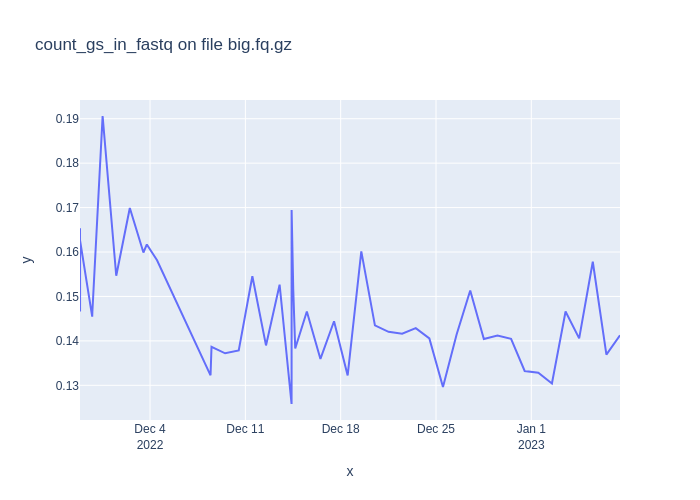 count_gs_in_fastq on file big.fq.gz
0.19
0.18
0.17
0.16
0.15
0.14
0.13
y
Dec 4
2022
Dec 11
Dec 18
Dec 25
Jan 1
2023
x